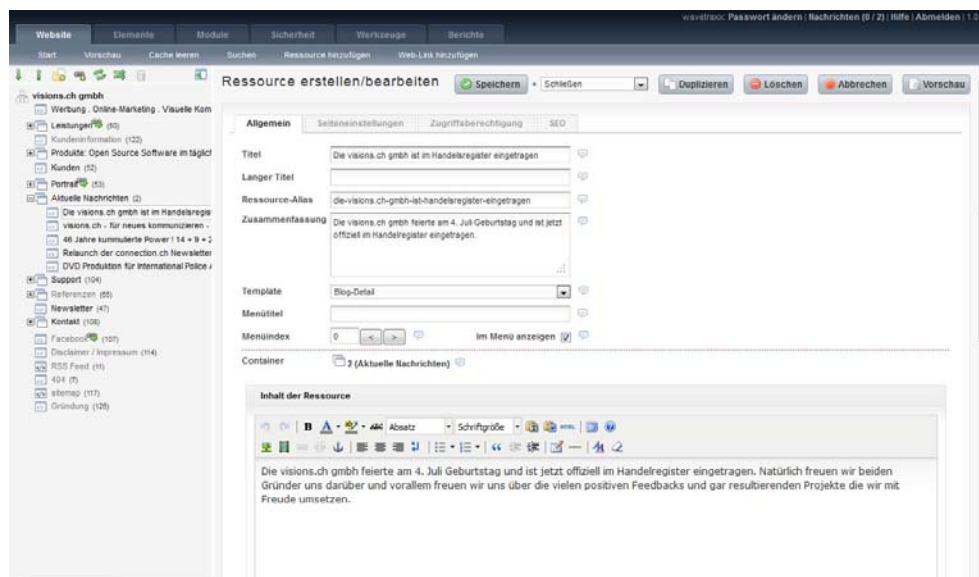 wavetraxx: Passwort ändern | Nachrichten (0 / 2) | Hilfe | Abmelden | 1.0
Website Elemente Module Sicherheit Werkzeuge Berichte
Start Vorschau Cache leeren Suchen Ressource hinzufügen Web-Link hinzufügen
visions.ch gmbh
Werbung . Online-Marketing . Visuelle Kom
Leistungen (50)
Kundeninformation (122)
Produkte: Open Source Software im täglich
Kunden (52)
Portrait (53)
Aktuelle Nachrichten (2)
Die visions.ch gmbh ist im Handelsregis
visions.ch - für neues kommunizieren -
46 Jahre kummulierte Power ! 14 + 9 + 2
Relaunch der connection.ch Newsletter
DVD Produktion für International Police A
Support (104)
Referenzen (65)
Newsletter (47)
Kontakt (108)
Facebook (107)
Disclaimer / Impressum (114)
RSS Feed (11)
404 (7)
sitemap (117)
Gründung (126)
Ressource erstellen/bearbeiten
Speichern + Schließen Duplizieren Löschen Abbrechen Vorschau
Allgemein Seiteneinstellungen Zugriffsberechtigung SEO
Titel Die visions.ch gmbh ist im Handelsregister eingetragen
Langer Titel
Ressource-Alias die-visions.ch-gmbh-ist-handelsregister-eingetragen
Zusammenfassung Die visions.ch gmbh feierte am 4. Juli Geburtstag und ist jetzt
offiziell im Handelregister eingetragen.
Template Blog-Detail
Menütitel
Menüindex 0 < > Im Menü anzeigen
Container 2 (Aktuelle Nachrichten)
Inhalt der Ressource
B A ABC Absatz Schriftgröße HTML
Die visions.ch gmbh feierte am 4. Juli Geburtstag und ist jetzt offiziell im Handelregister eingetragen. Natürlich freuen wir beiden
Gründer uns darüber und vorallem freuen wir uns über die vielen positiven Feedbacks und gar resultierenden Projekte die wir mit
Freude umsetzen.